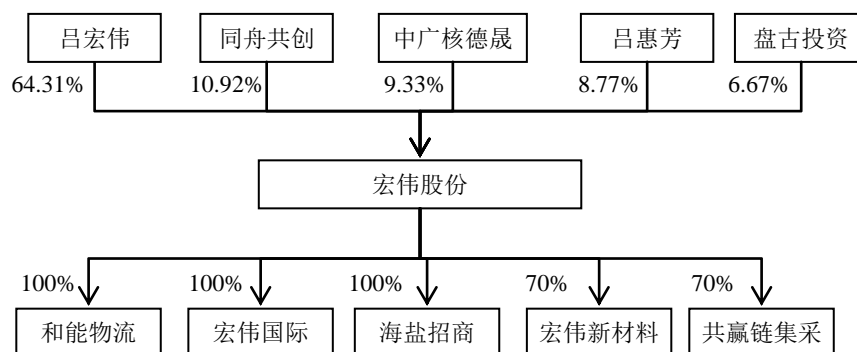 吕宏伟 同舟共创 中广核德晟 吕惠芳 盘古投资
64.31% 10.92% 9.33% 8.77% 6.67%
宏伟股份
100% 100% 100% 70% 70%
和能物流 宏伟国际 海盐招商 宏伟新材料 共赢链集采